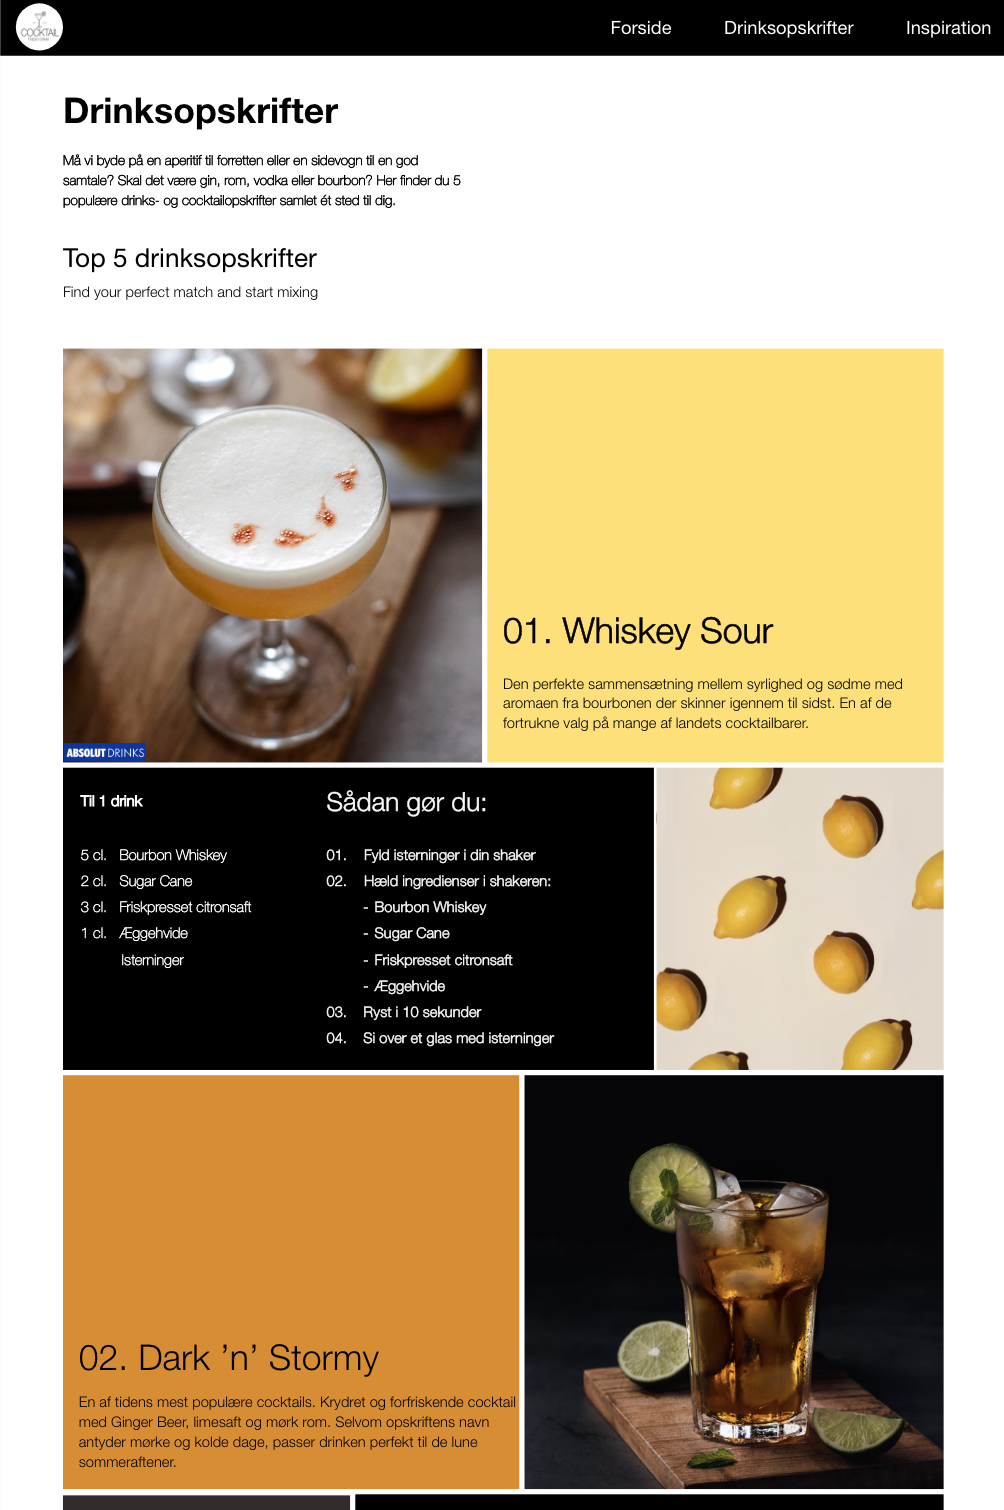 COCKTAIL
Forside
Drinksopskrifter
Inspiration
Drinksopskrifter
Må vi byde på en aperitif til forretten eller en sidevogn til en god
samtale? Skal det være gin, rom, vodka eller bourbon? Her finder du 5
populære drinks- og cocktailopskrifter samlet ét sted til dig.
Top 5 drinksopskrifter
Find your perfect match and start mixing
ABSOLUT DRINKS
01. Whiskey Sour
Den perfekte sammensætning mellem syrlighed og sødme med
aromaen fra bourbonen der skinner igennem til sidst. En af de
fortrukne valg på mange af landets cocktailbarer.
Til 1 drink
5 cl. Bourbon Whiskey
2 cl. Sugar Cane
3 cl. Friskpresset citronsaft
1 cl. Æggehvide
Isterninger
Sådan gør du:
01. Fyld isterninger i din shaker
02. Hæld ingredienser i shakeren:
- Bourbon Whiskey
- Sugar Cane
- Friskpresset citronsaft
- Æggehvide
03. Ryst i 10 sekunder
04. Si over et glas med isterninger
02. Dark ’n’ Stormy
En af tidens mest populære cocktails. Krydret og forfriskende cocktail
med Ginger Beer, limesaft og mørk rom. Selvom opskriftens navn
antyder mørke og kolde dage, passer drinken perfekt til de lune
sommeraftener.